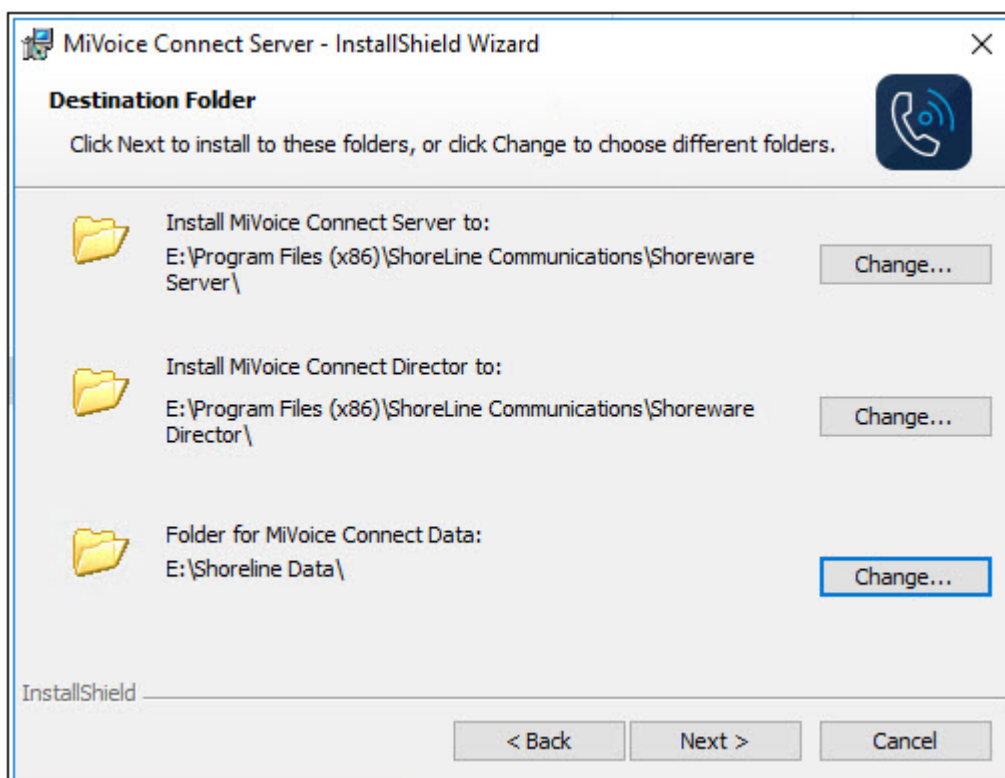 MiVoice Connect Server - InstallShield Wizard
Destination Folder
Click Next to install to these folders, or click Change to choose different folders.
Install MiVoice Connect Server to:
E:\Program Files (x86)\ShoreLine Communications\Shoreware
Server\
Change...
Install MiVoice Connect Director to:
E:\Program Files (x86)\ShoreLine Communications\Shoreware
Director\
Change...
Folder for MiVoice Connect Data:
E:\Shoreline Data\
Change...
InstallShield
< Back
Next >
Cancel